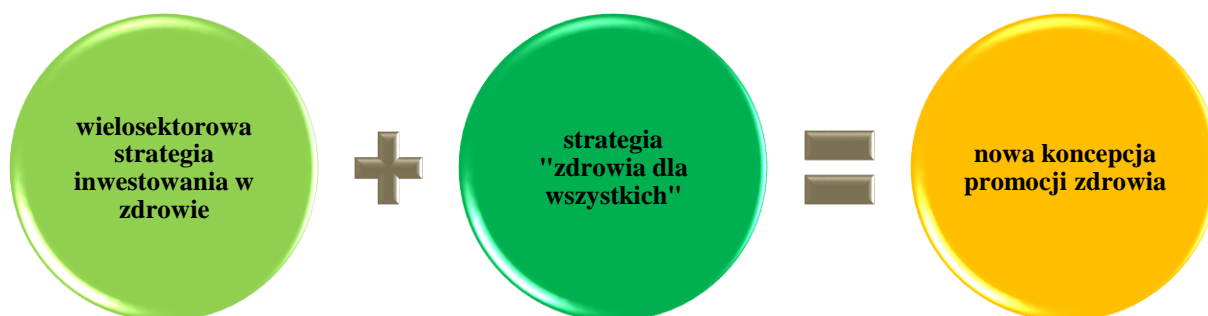 wielosektorowa
strategia
inwestowania w
zdrowie
strategia
"zdrowia dla
wszystkich"
nowa koncepcja
promocji zdrowia